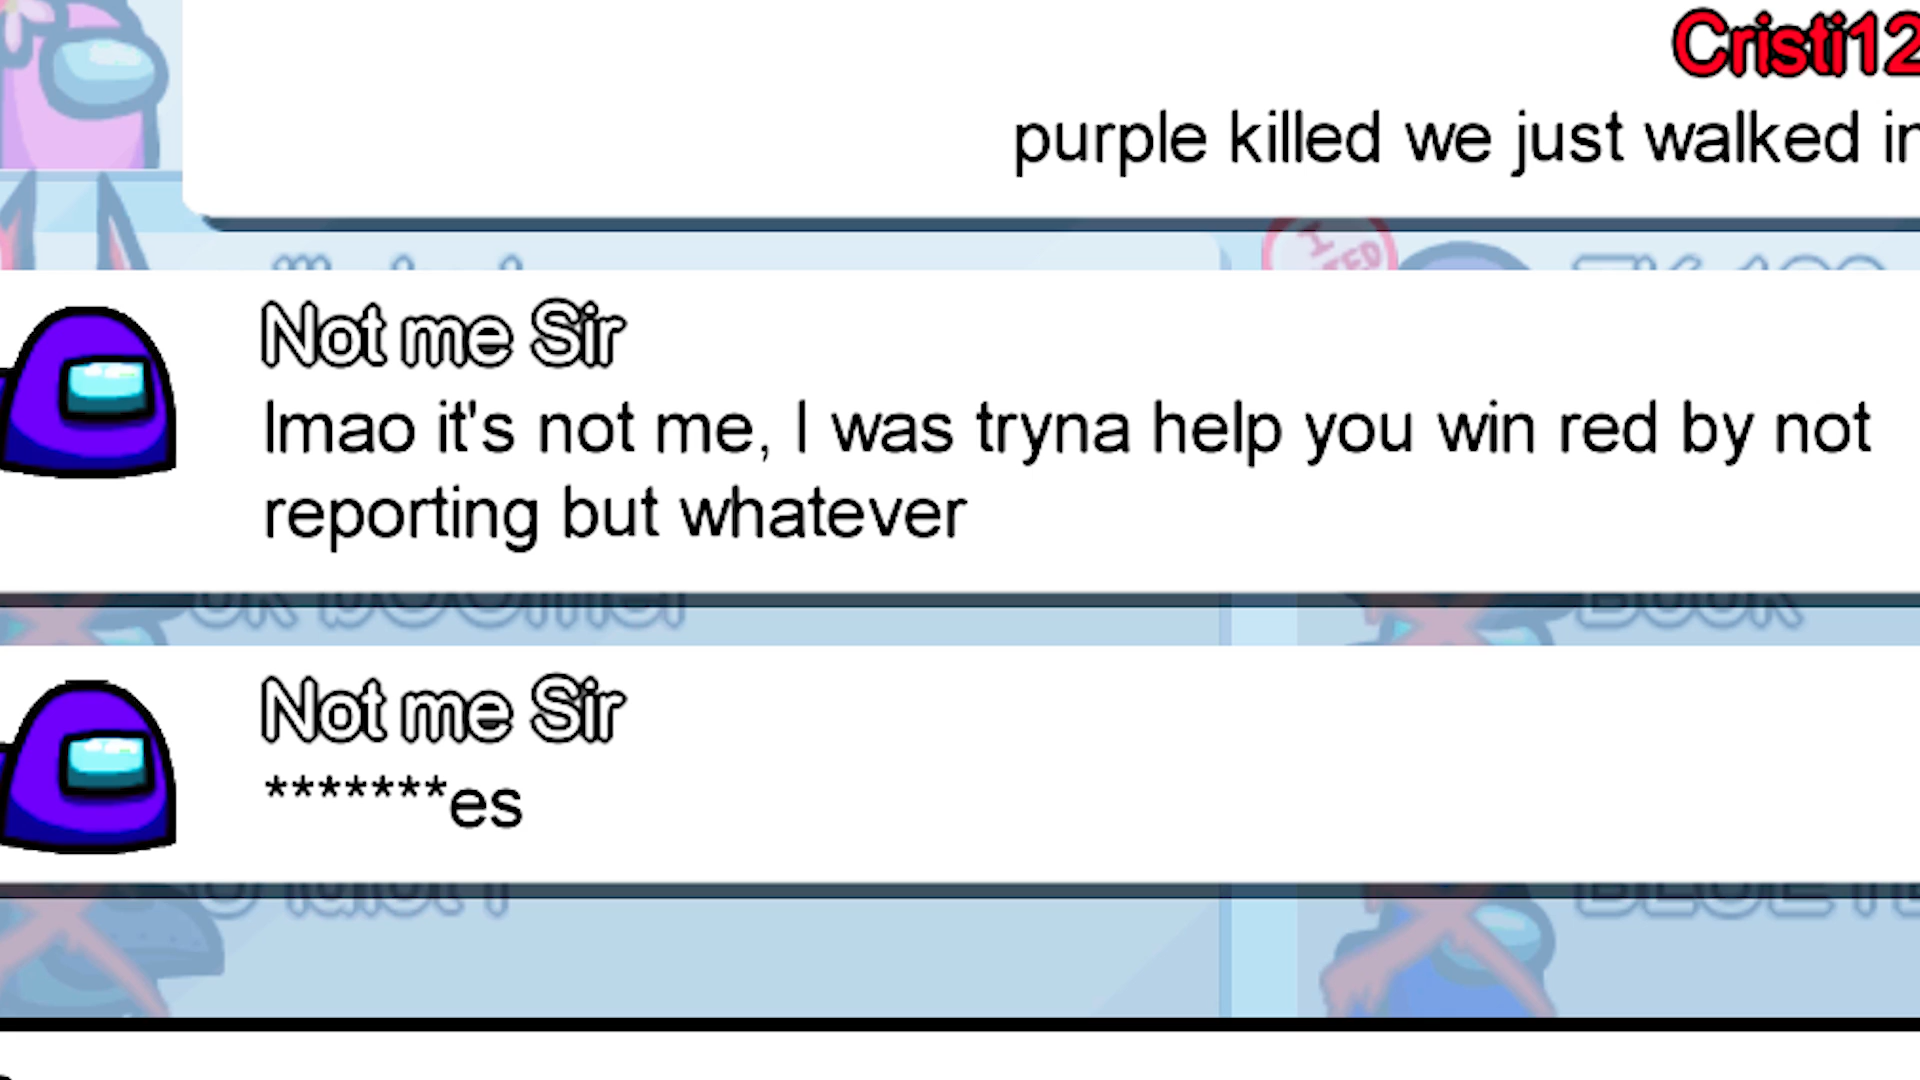 Cristi12
purple killed we just walked in
I
Not me Sir
lmao it's not me, I was tryna help you win red by not
reporting but whatever
Not me Sir
*******es